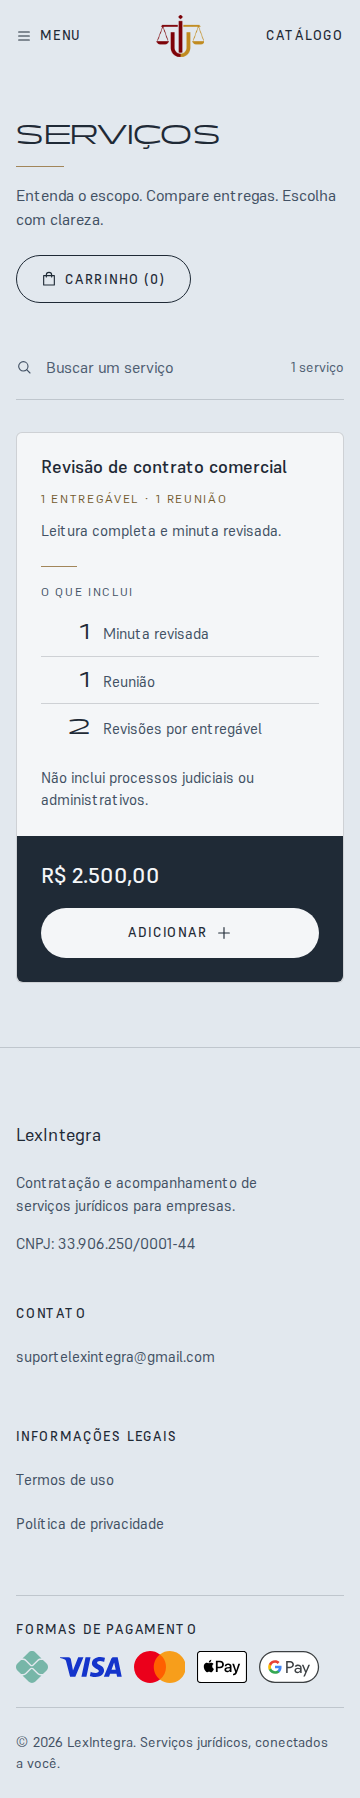 MENU
CATÁLOGO
SERVIÇOS
Entenda o escopo. Compare entregas. Escolha
com clareza.
CARRINHO (0)
Buscar um serviço
1 serviço
Revisão de contrato comercial
1 ENTREGÁVEL · 1 REUNIÃO
Leitura completa e minuta revisada.
O QUE INCLUI
1 Minuta revisada
1 Reunião
2 Revisões por entregável
Não inclui processos judiciais ou
administrativos.
R$ 2.500,00
ADICIONAR
LexIntegra
Contratação e acompanhamento de
serviços jurídicos para empresas.
CNPJ: 33.906.250/0001-44
CONTATO
suportelexintegra@gmail.com
INFORMAÇÕES LEGAIS
Termos de uso
Política de privacidade
FORMAS DE PAGAMENTO
VISA Pay G Pay
© 2026 LexIntegra. Serviços jurídicos, conectados
a você.